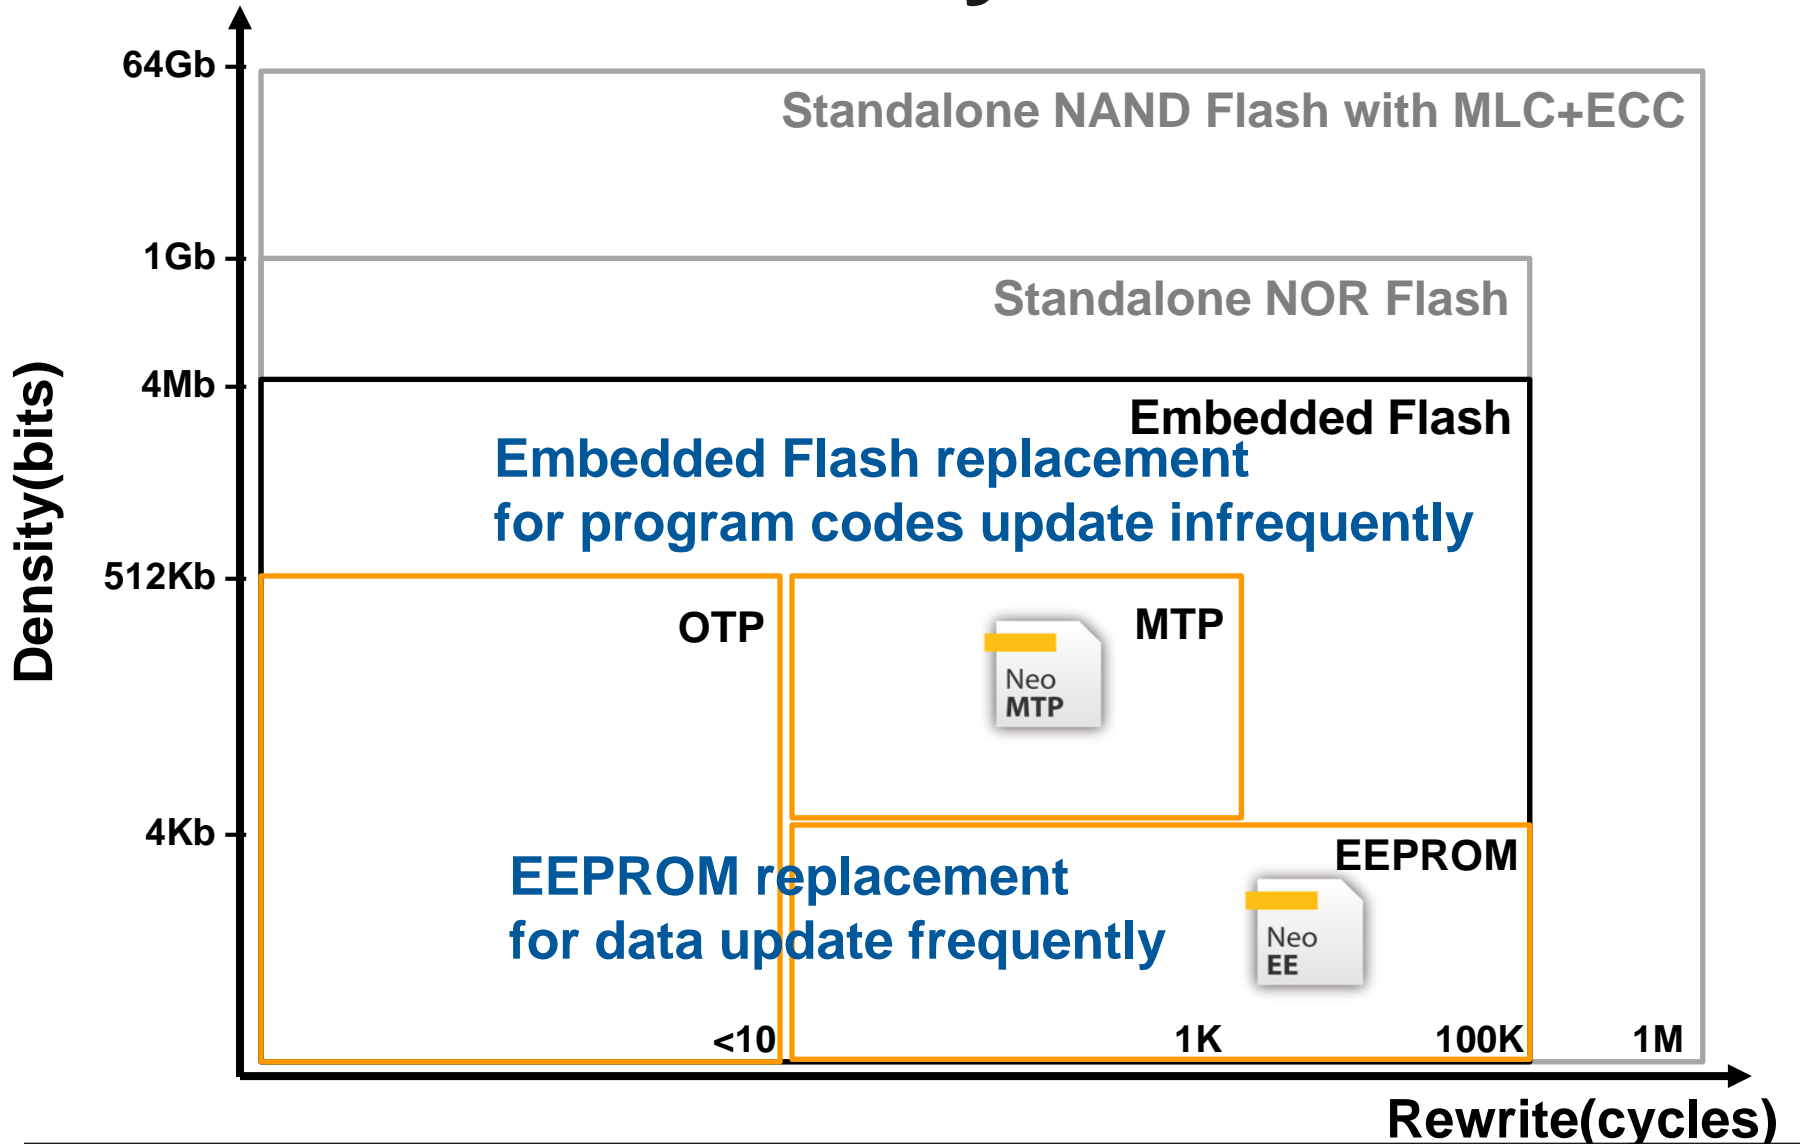 64Gb
Standalone NAND Flash with MLC+ECC
1Gb
Standalone NOR Flash
4Mb
Embedded Flash
Embedded Flash replacement
for program codes update infrequently
Density(bits)
512Kb
OTP
MTP
Neo
MTP
4Kb
EEPROM
EEPROM replacement
for data update frequently
Neo
EE
<10
1K
100K
1M
Rewrite(cycles)